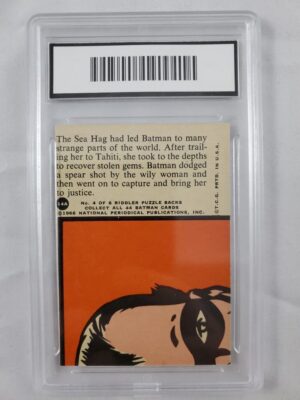 The Sea Hag had led Batman to many
strange parts of the world. After trail-
ing her to Tahiti, she took to the depths
to recover stolen gems. Batman dodged
a spear shot by the wily woman and
then went on to capture and bring her
to justice.
14A
No. 4 OF 6 RIDDLER PUZZLE BACKS
COLLECT ALL 44 BATMAN CARDS
©1966 NATIONAL PERIODICAL PUBLICATIONS, INC.
©T.C.G. PRTD. IN U.S.A.